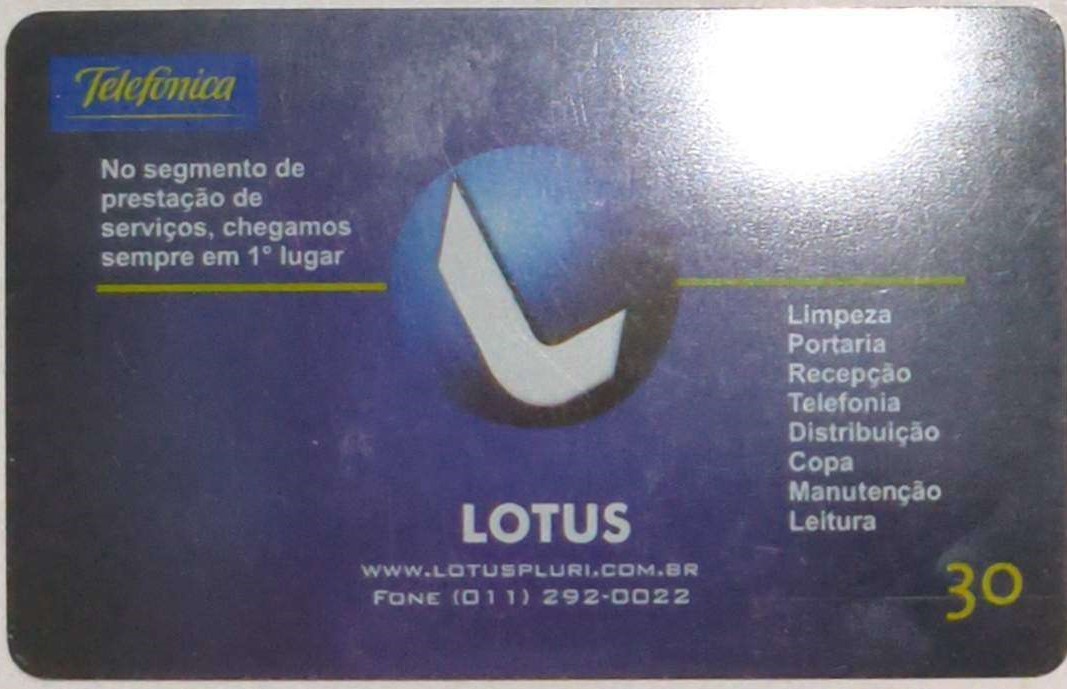 Telefónica
No segmento de
prestação de
serviços, chegamos
sempre em 1° lugar
Limpeza
Portaria
Recepção
Telefonia
Distribuição
Copa
Manutenção
Leitura
LOTUS
WWW.LOTUSPLURI.COM.BR
FONE (011) 292-0022
30